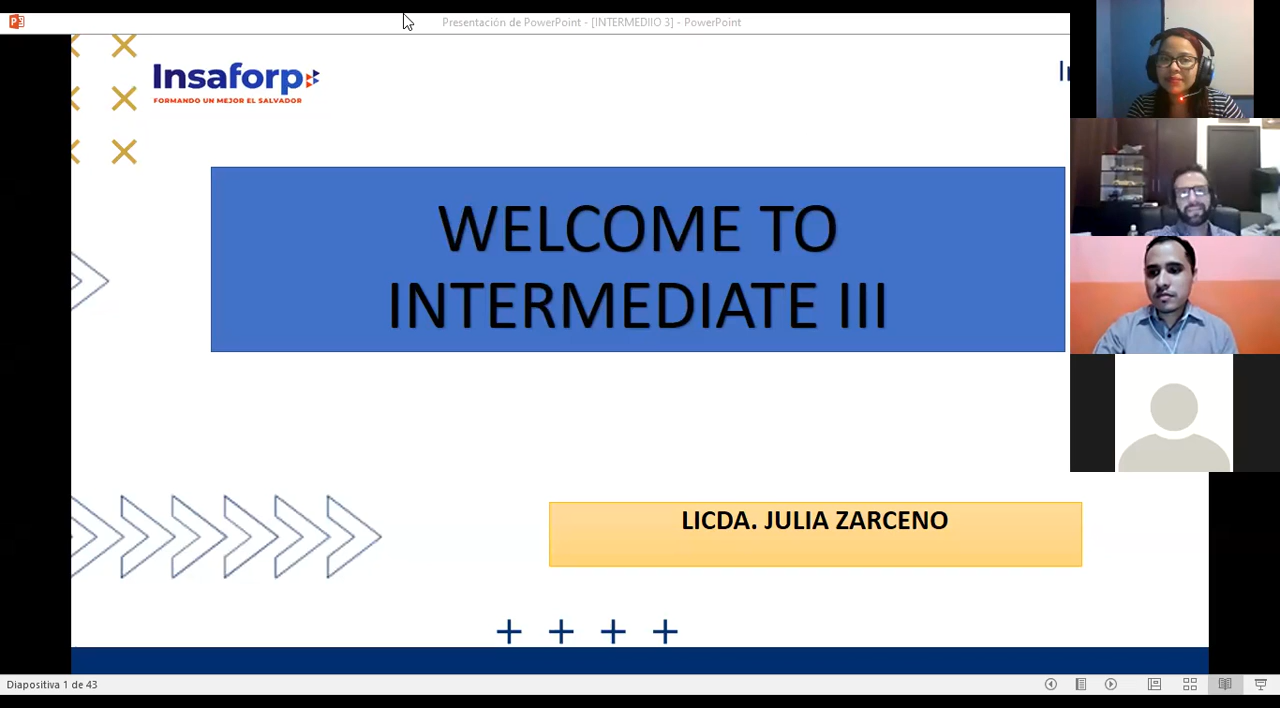 Presentación de PowerPoint - [INTERMEDIIO 3] - PowerPoint
Insaforp
FORMANDO UN MEJOR EL SALVADOR
WELCOME TO
INTERMEDIATE III
LICDA. JULIA ZARCENO
Diapositiva 1 de 43